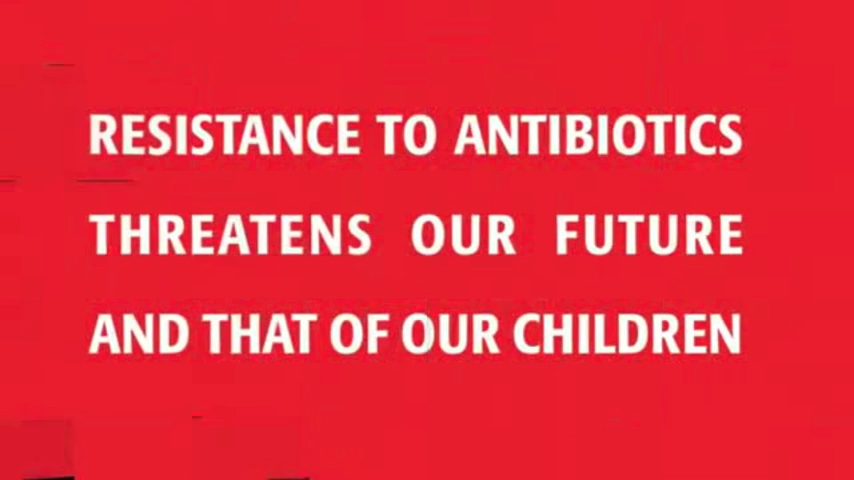 RESISTANCE TO ANTIBIOTICS
THREATENS OUR FUTURE
AND THAT OF OUR CHILDREN